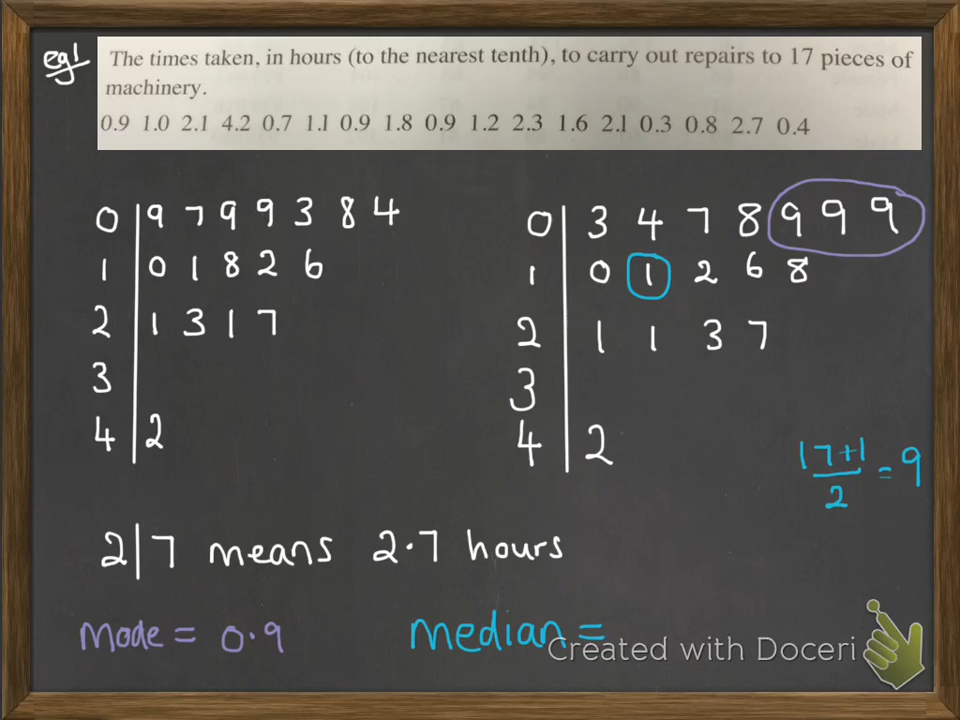 eg1
The times taken, in hours (to the nearest tenth), to carry out repairs to 17 pieces of
machinery.
0.9 1.0 2.1 4.2 0.7 1.1 0.9 1.8 0.9 1.2 2.3 1.6 2.1 0.3 0.8 2.7 0.4
0 | 9 7 9 9 3 8 4
1 | 0 1 8 2 6
2 | 1 3 1 7
3 |
4 | 2
0 | 3 4 7 8 9 9 9
1 | 0 1 2 6 8
2 | 1 1 3 7
3 |
4 | 2
17+1
2
= 9
2|7 means 2.7 hours
mode = 0.9
median =
Created with Doceri